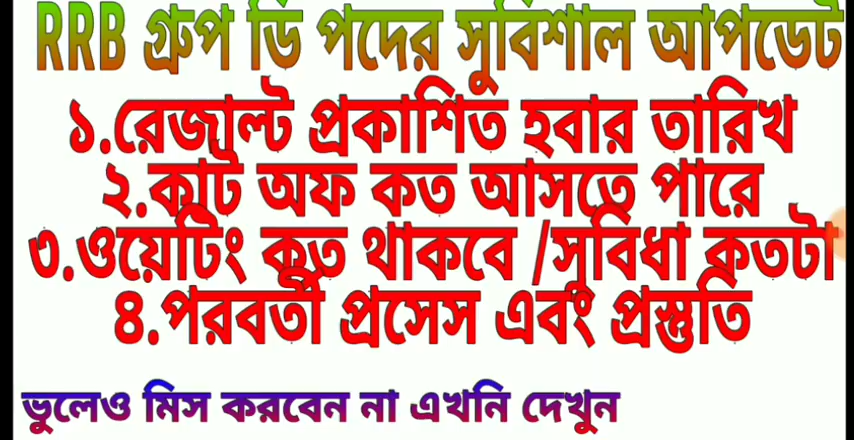 RRB গ্রুপ ডি পদের সুবিশাল আপডেট
১.রেজাল্ট প্রকাশিত হবার তারিখ
২.কাট অফ কত আসতে পারে
৩.ওয়েটিং কত থাকবে /সুবিধা কতটা
৪.পরবর্তী প্রসেস এবং প্রস্তুতি
ভুলেও মিস করবেন না এখনি দেখুন